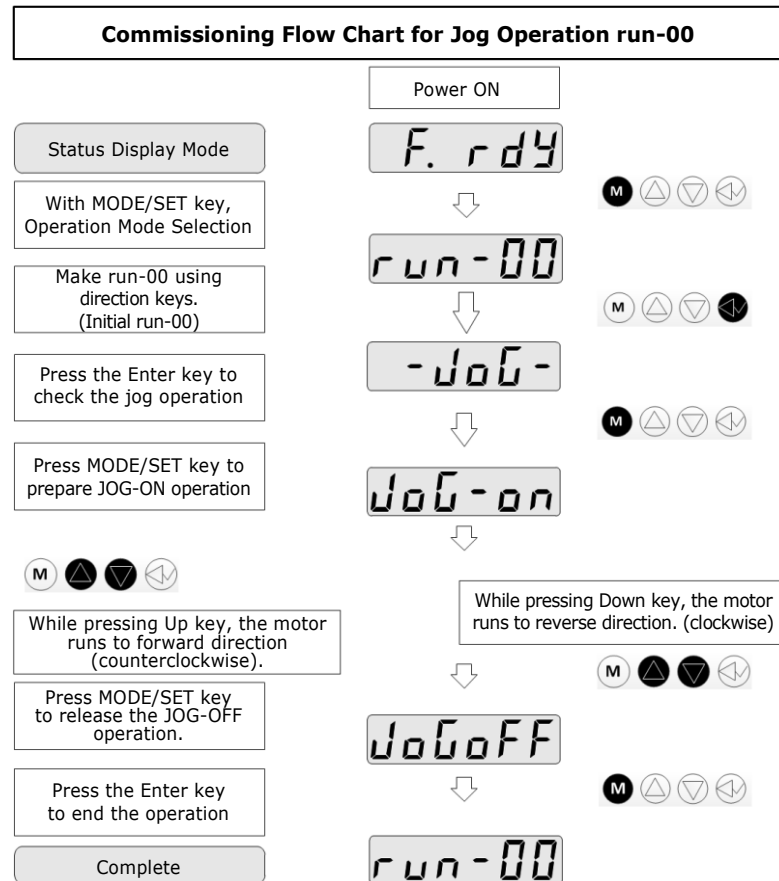 Commissioning Flow Chart for Jog Operation run-00
Power ON
Status Display Mode
F. rdY
With MODE/SET key,
Operation Mode Selection
M
run-00
Make run-00 using
direction keys.
(Initial run-00)
M
-JoG-
Press the Enter key to
check the jog operation
M
Press MODE/SET key to
prepare JOG-ON operation
JoG-on
M
While pressing Up key, the motor
runs to forward direction
(counterclockwise).
While pressing Down key, the motor
runs to reverse direction. (clockwise)
M
Press MODE/SET key
to release the JOG-OFF
operation.
JoGoFF
Press the Enter key
to end the operation
M
Complete
run-00